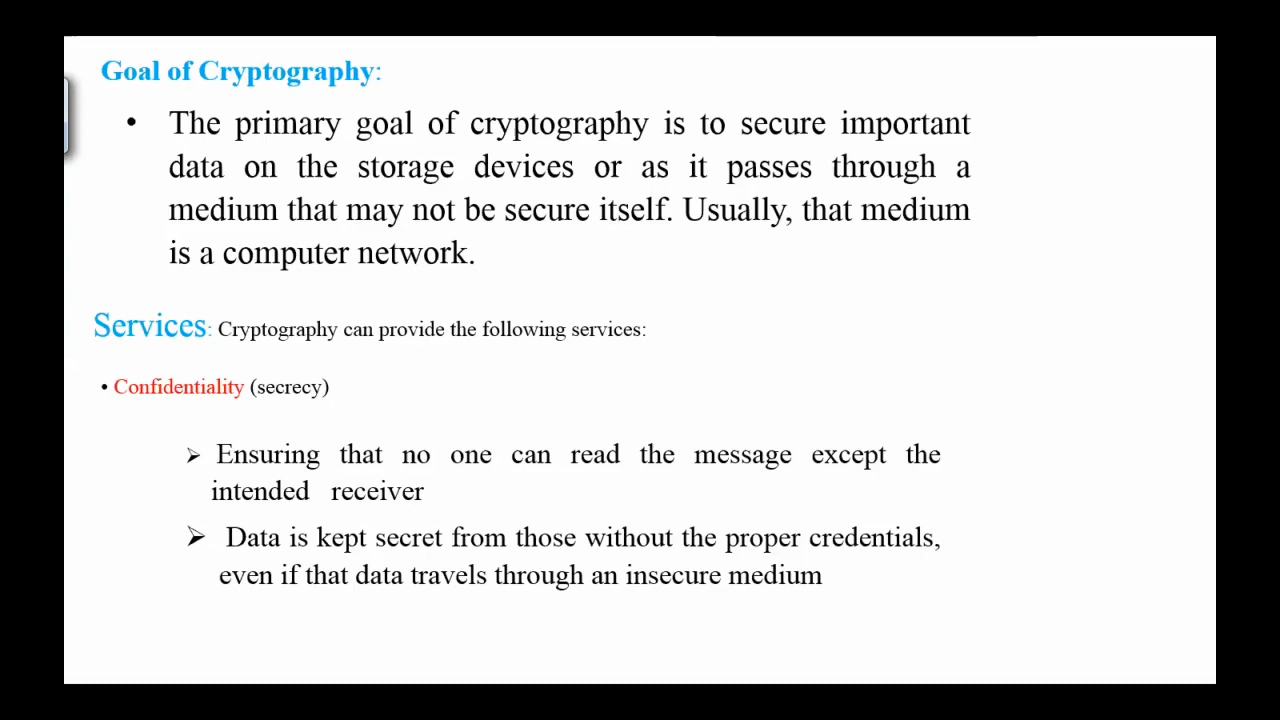 Goal of Cryptography:
• The primary goal of cryptography is to secure important
data on the storage devices or as it passes through a
medium that may not be secure itself. Usually, that medium
is a computer network.
Services: Cryptography can provide the following services:
• Confidentiality (secrecy)
➢ Ensuring that no one can read the message except the
intended receiver
➢ Data is kept secret from those without the proper credentials,
even if that data travels through an insecure medium